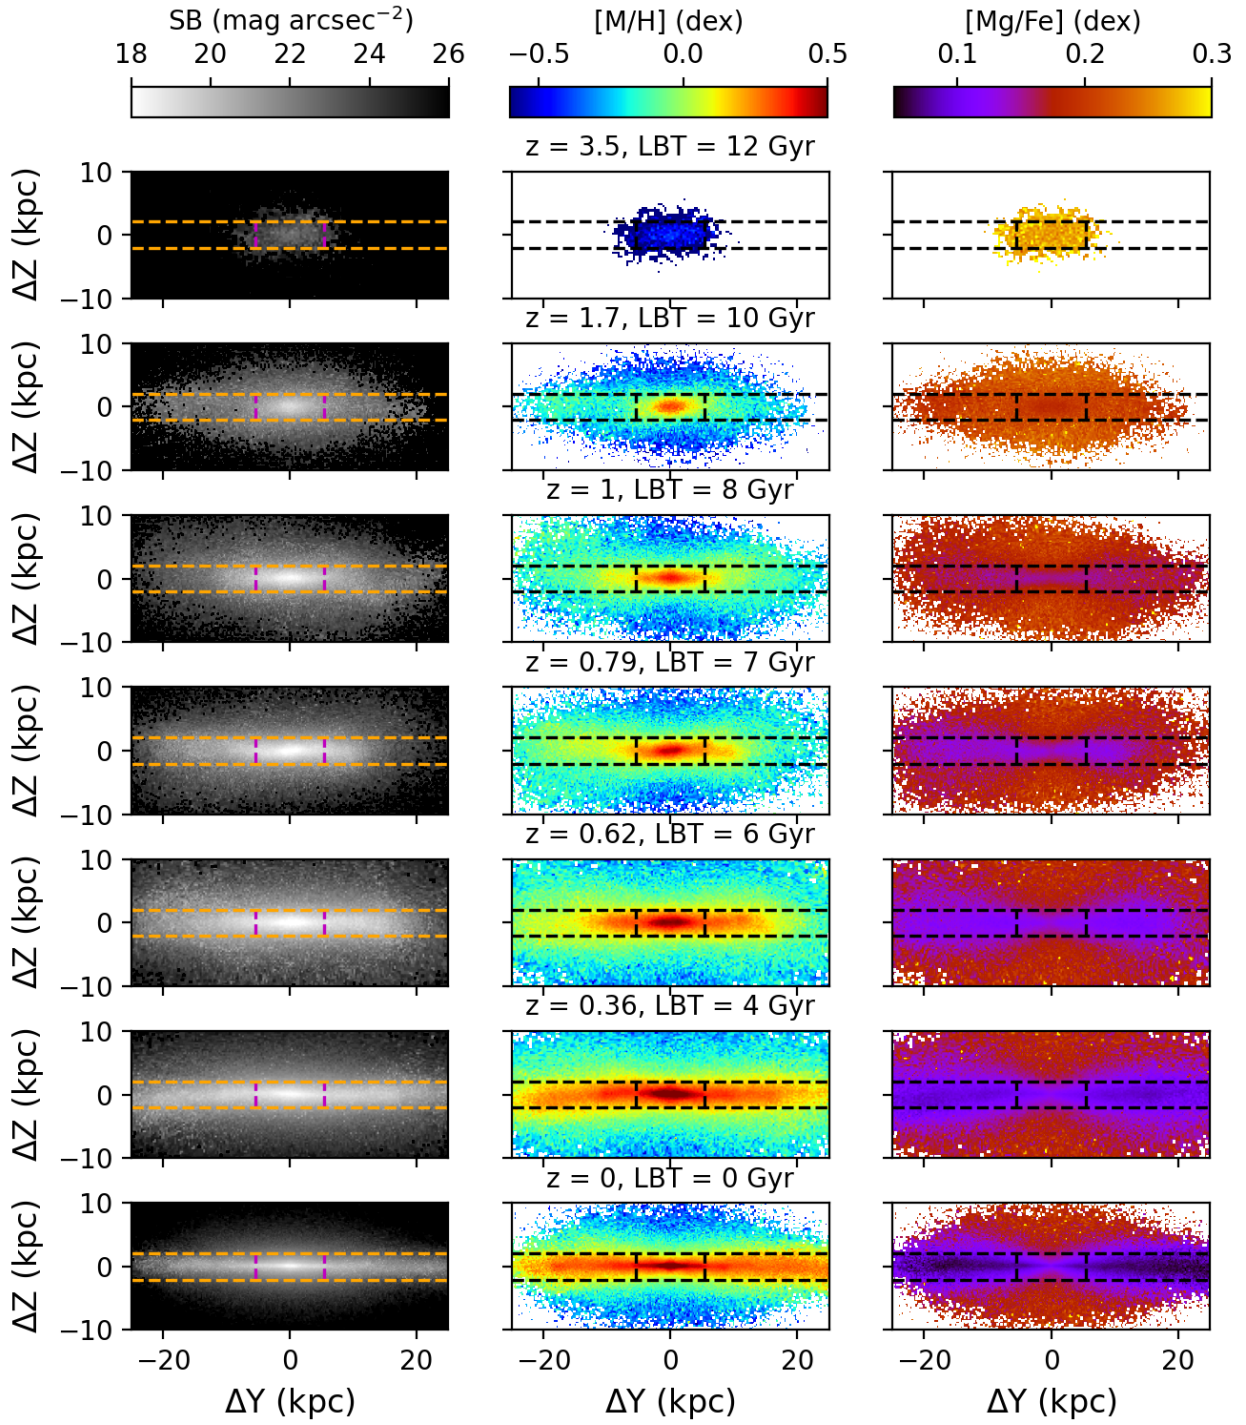 SB (mag arcsec⁻²) [M/H] (dex) [Mg/Fe] (dex)
18 20 22 24 26 −0.5 0.0 0.5 0.1 0.2 0.3
z = 3.5, LBT = 12 Gyr
10
0
−10
ΔZ (kpc)
z = 1.7, LBT = 10 Gyr
10
0
−10
ΔZ (kpc)
z = 1, LBT = 8 Gyr
10
0
−10
ΔZ (kpc)
z = 0.79, LBT = 7 Gyr
10
0
−10
ΔZ (kpc)
z = 0.62, LBT = 6 Gyr
10
0
−10
ΔZ (kpc)
z = 0.36, LBT = 4 Gyr
10
0
−10
ΔZ (kpc)
z = 0, LBT = 0 Gyr
10
0
−10
ΔZ (kpc)
−20 0 20 −20 0 20 −20 0 20
ΔY (kpc) ΔY (kpc) ΔY (kpc)